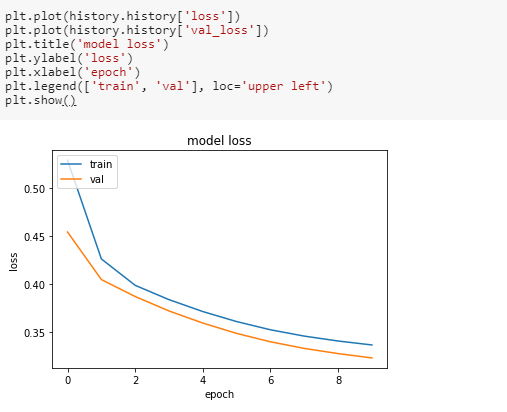 plt.plot(history.history['loss'])
plt.plot(history.history['val_loss'])
plt.title('model loss')
plt.ylabel('loss')
plt.xlabel('epoch')
plt.legend(['train', 'val'], loc='upper left')
plt.show()
model loss
train
val
0.50
0.45
0.40
0.35
loss
0 2 4 6 8
epoch